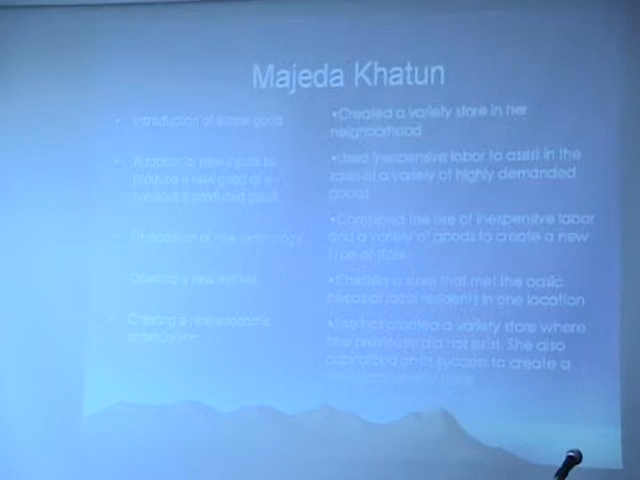 Majeda Khatun
• Introduction of a new good
• Adoption of new inputs to
produce a new good or a
previously produced good
• Introduction of new technology
Opening a new market
Creating a new economic
organization
•Created a variety store in her
neighborhood
•Used inexpensive labor to assist in the
sales of a variety of highly demanded
goods
•Combined the use of inexpensive labor
and a variety of goods to create a new
type of store
•Created a store that met the basic
needs of local residents in one location
•She has created a variety store where
one previously did not exist. She also
capitalized on its success to create a